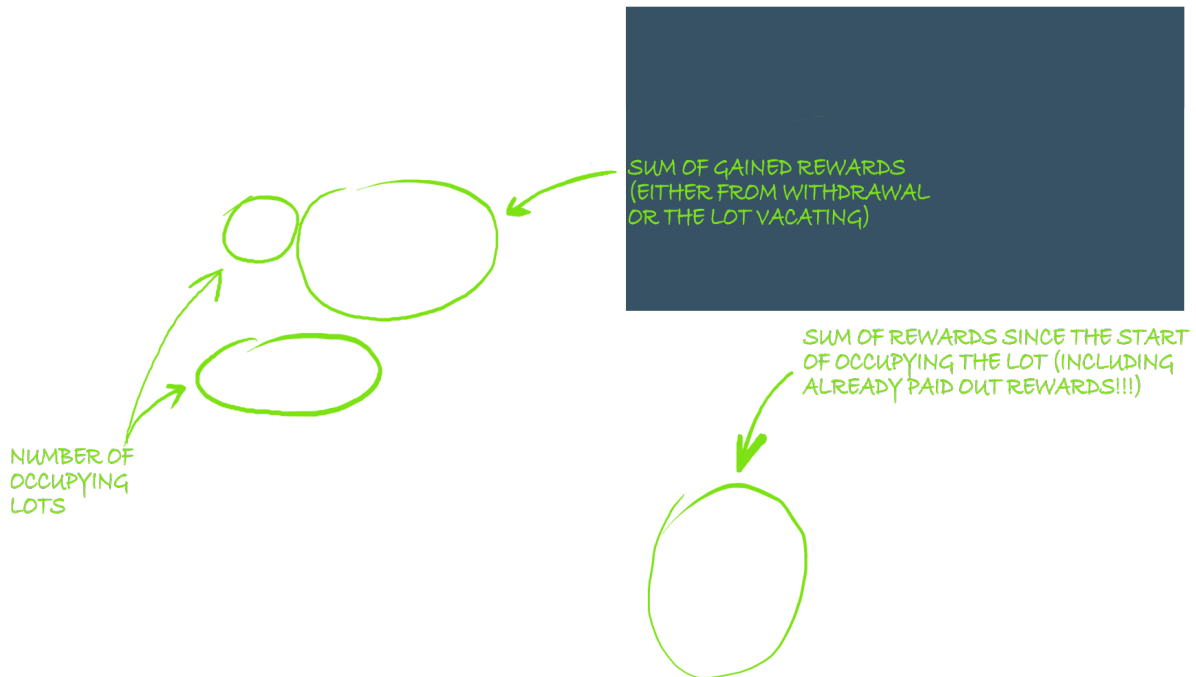 SUM OF GAINED REWARDS
(EITHER FROM WITHDRAWAL
OR THE LOT VACATING)
SUM OF REWARDS SINCE THE START
OF OCCUPYING THE LOT (INCLUDING
ALREADY PAID OUT REWARDS!!!)
NUMBER OF
OCCUPYING
LOTS